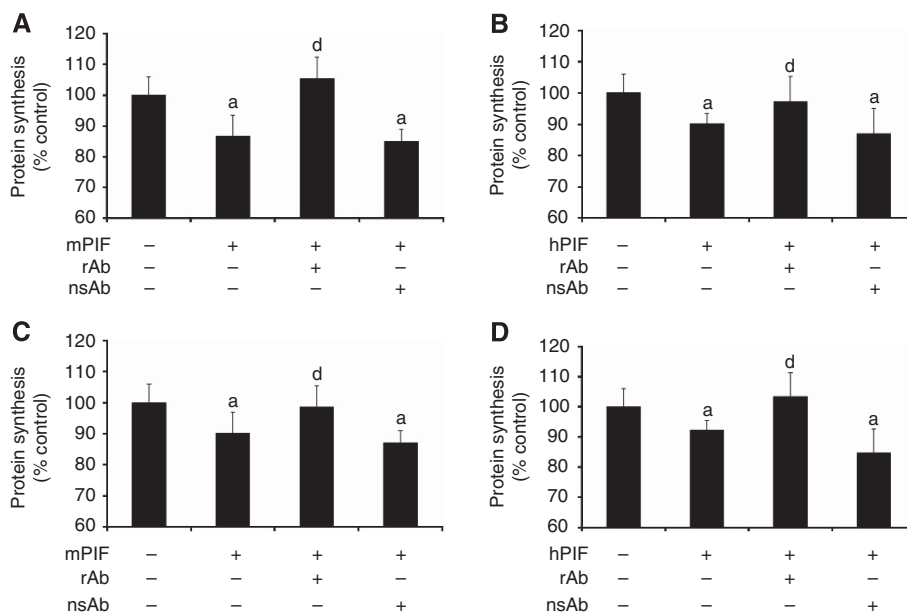 A
Protein synthesis
(% control)
120
110
100
90
80
70
60
a
d
a
mPIF – + + +
rAb – – + –
nsAb – – – +
B
Protein synthesis
(% control)
120
110
100
90
80
70
60
a
d
a
hPIF – + + +
rAb – – + –
nsAb – – – +
C
Protein synthesis
(% control)
120
110
100
90
80
70
60
a
d
a
mPIF – + + +
rAb – – + –
nsAb – – – +
D
Protein synthesis
(% control)
120
110
100
90
80
70
60
a
d
a
hPIF – + + +
rAb – – + –
nsAb – – – +